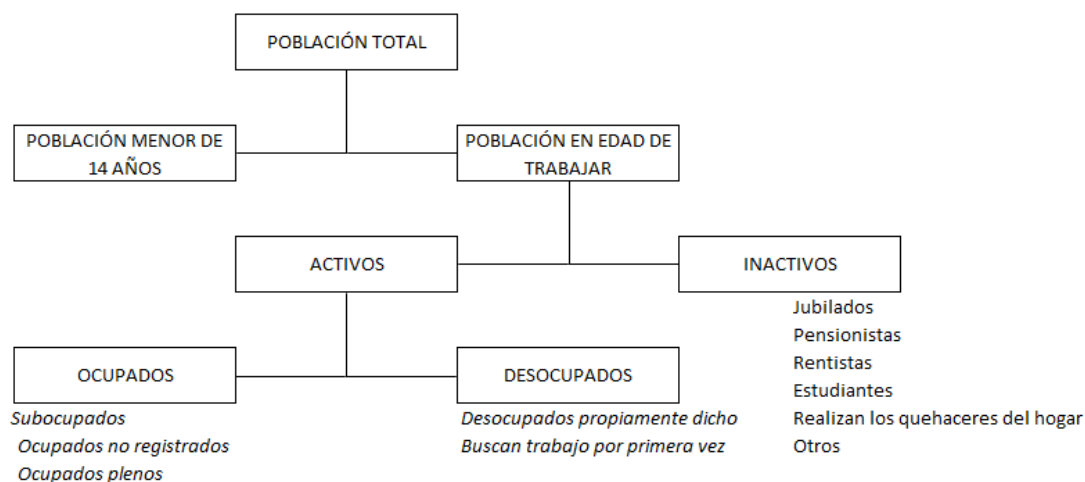 POBLACIÓN TOTAL
POBLACIÓN MENOR DE
14 AÑOS
POBLACIÓN EN EDAD DE
TRABAJAR
ACTIVOS
INACTIVOS
Jubilados
Pensionistas
Rentistas
Estudiantes
Realizan los quehaceres del hogar
Otros
OCUPADOS
Subocupados
Ocupados no registrados
Ocupados plenos
DESOCUPADOS
Desocupados propiamente dicho
Buscan trabajo por primera vez